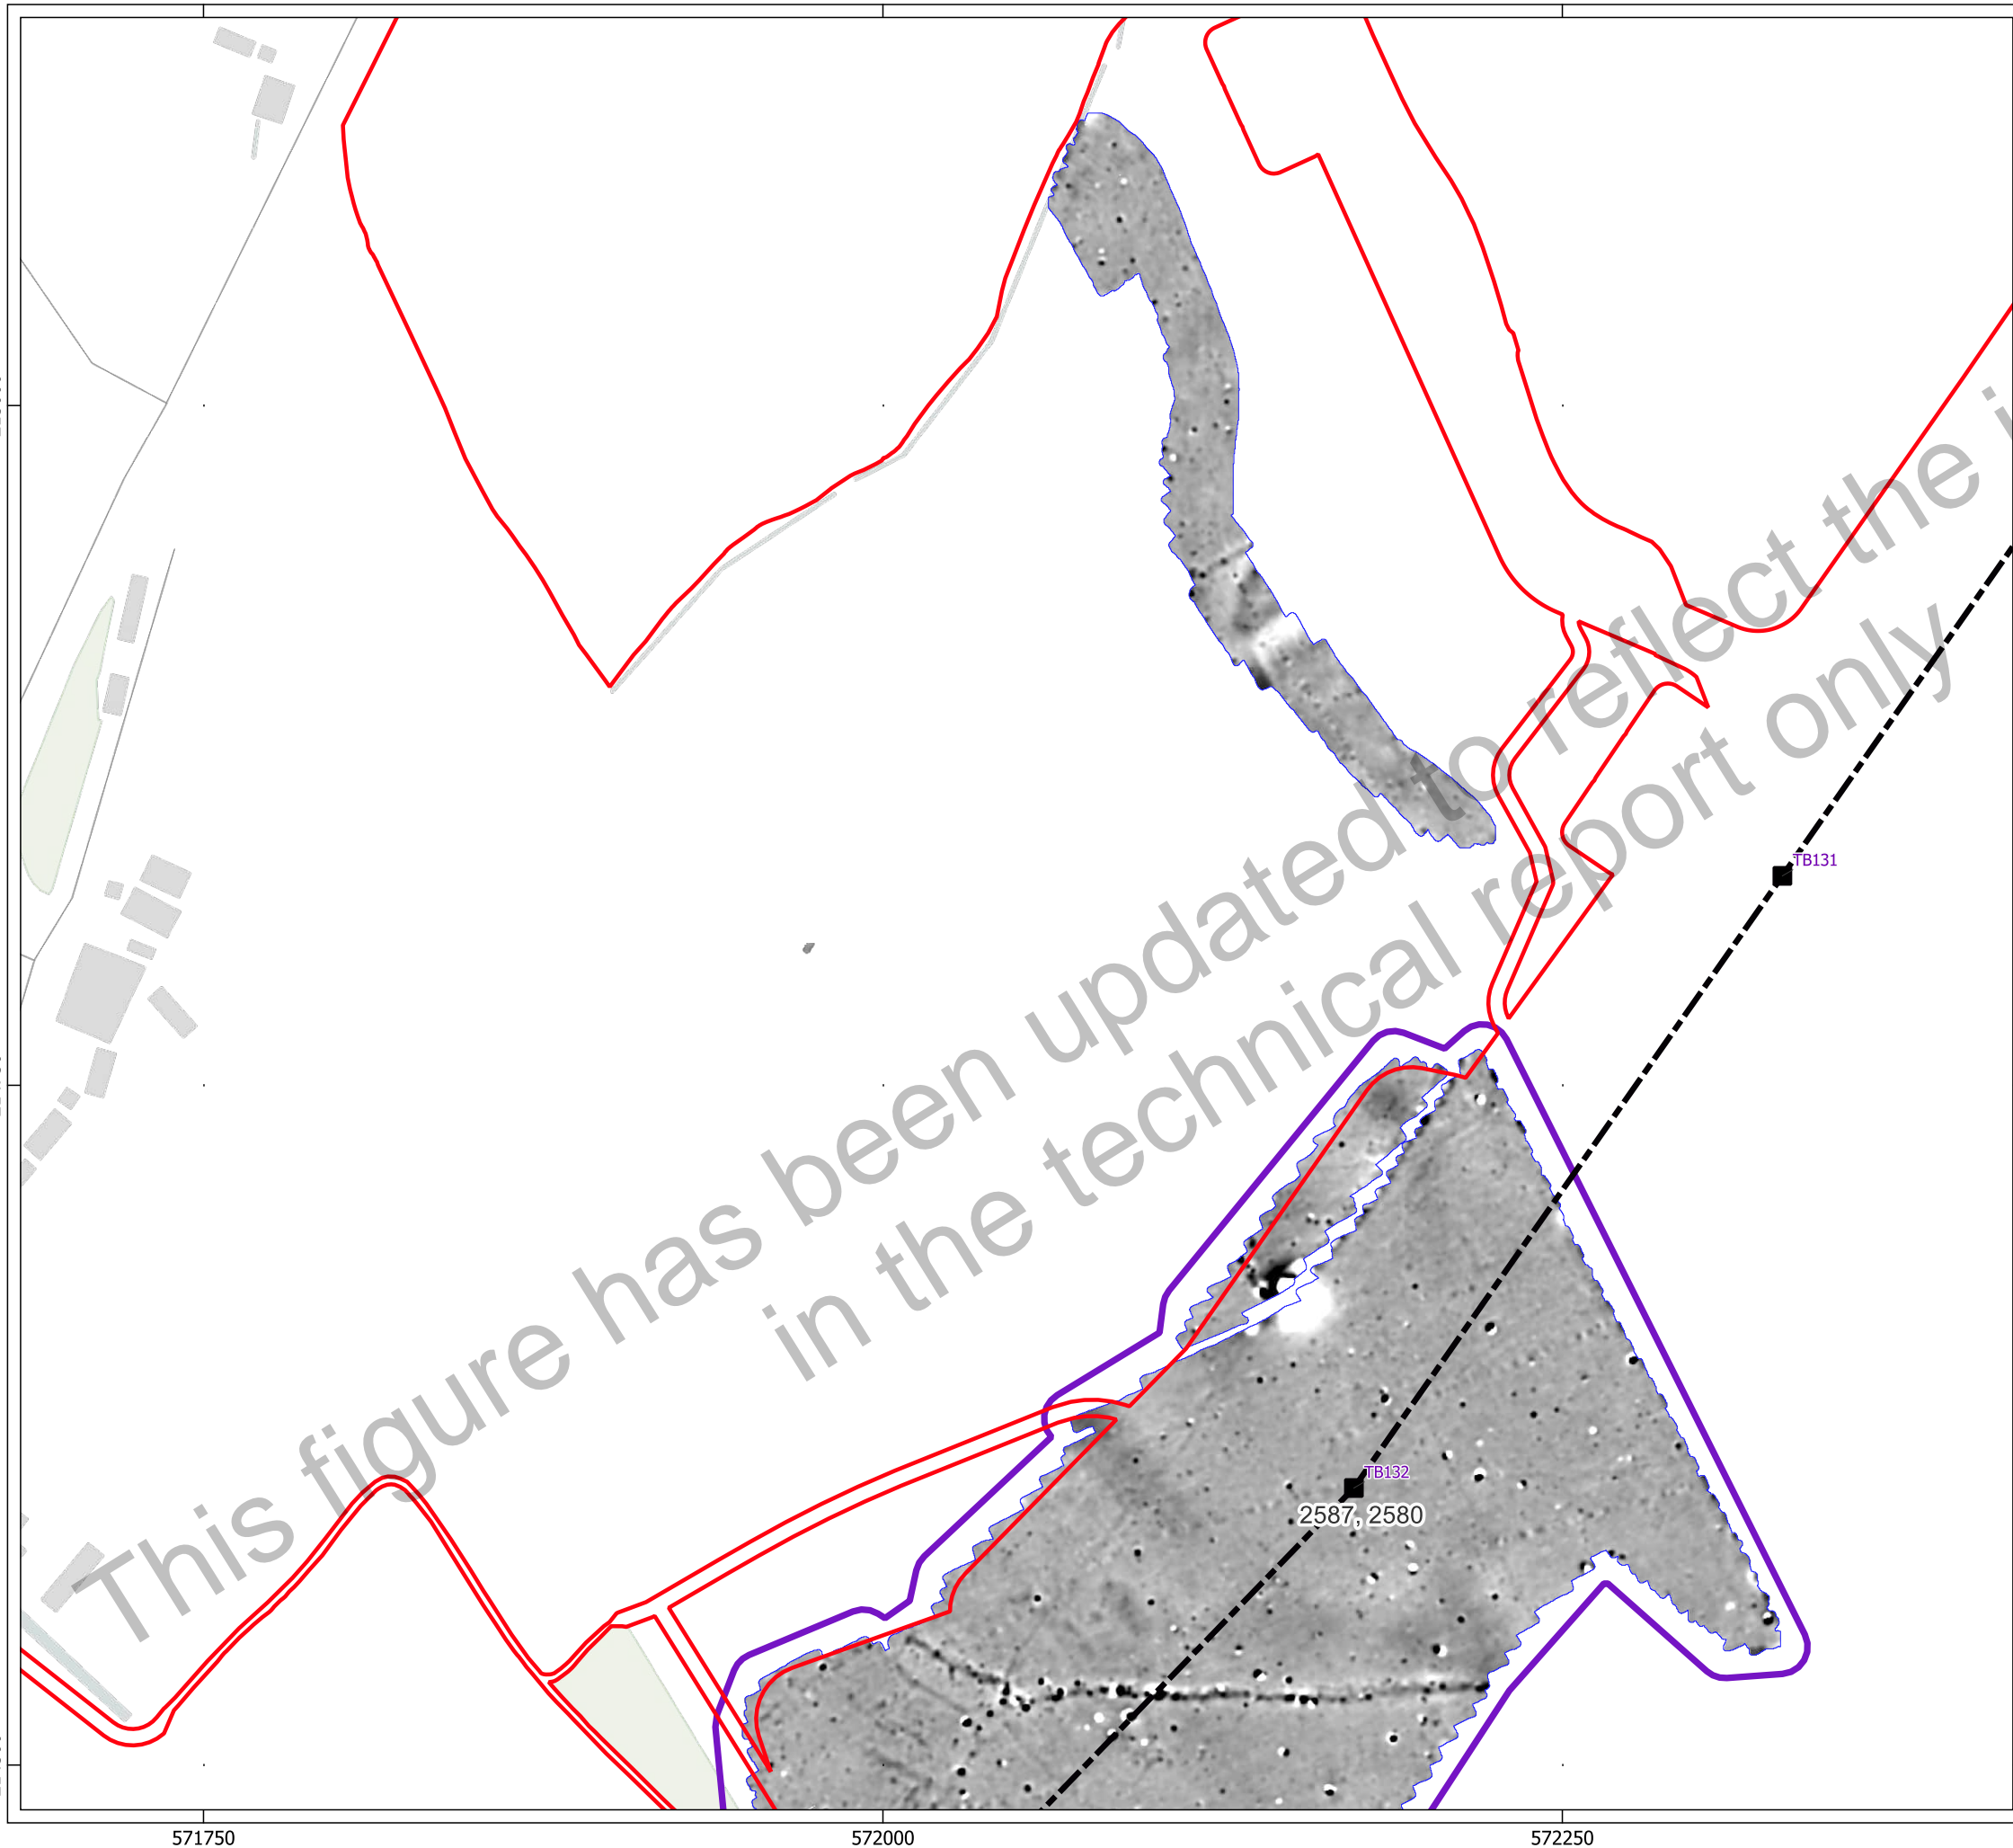 This figure has been updated to reflect the
in the technical report only
TB131
TB132
2587, 2580
571750
572000
572250